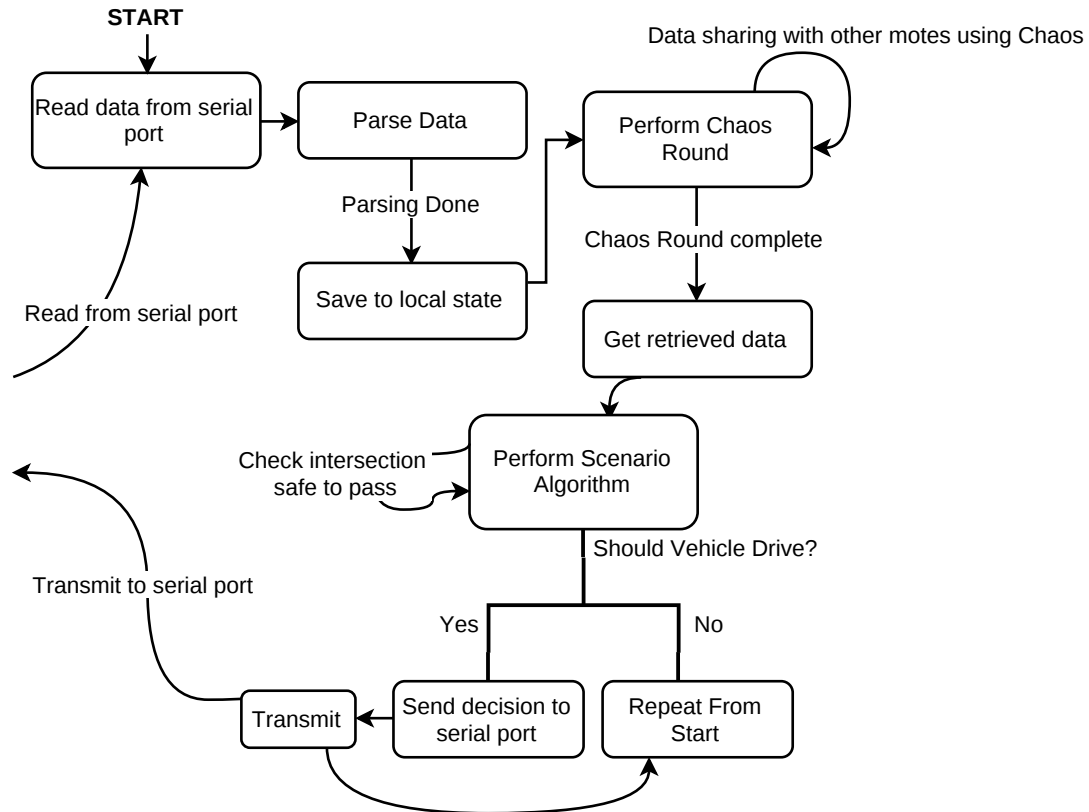 START
Data sharing with other motes using Chaos
Read data from serial
port
Parse Data
Perform Chaos
Round
Parsing Done
Chaos Round complete
Save to local state
Read from serial port
Get retrieved data
Check intersection
safe to pass
Perform Scenario
Algorithm
Should Vehicle Drive?
Transmit to serial port
Yes
No
Transmit
Send decision to
serial port
Repeat From
Start